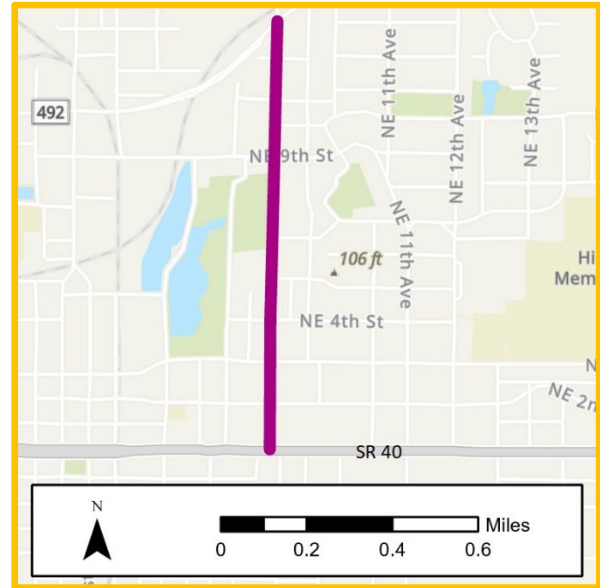 492
NE 11th Ave
NE 12th Ave
NE 13th Ave
NE 9th St
NE 11th Ave
106 ft
Hi
Mem
NE 4th St
N
NE 2n
SR 40
N
Miles
0 0.2 0.4 0.6